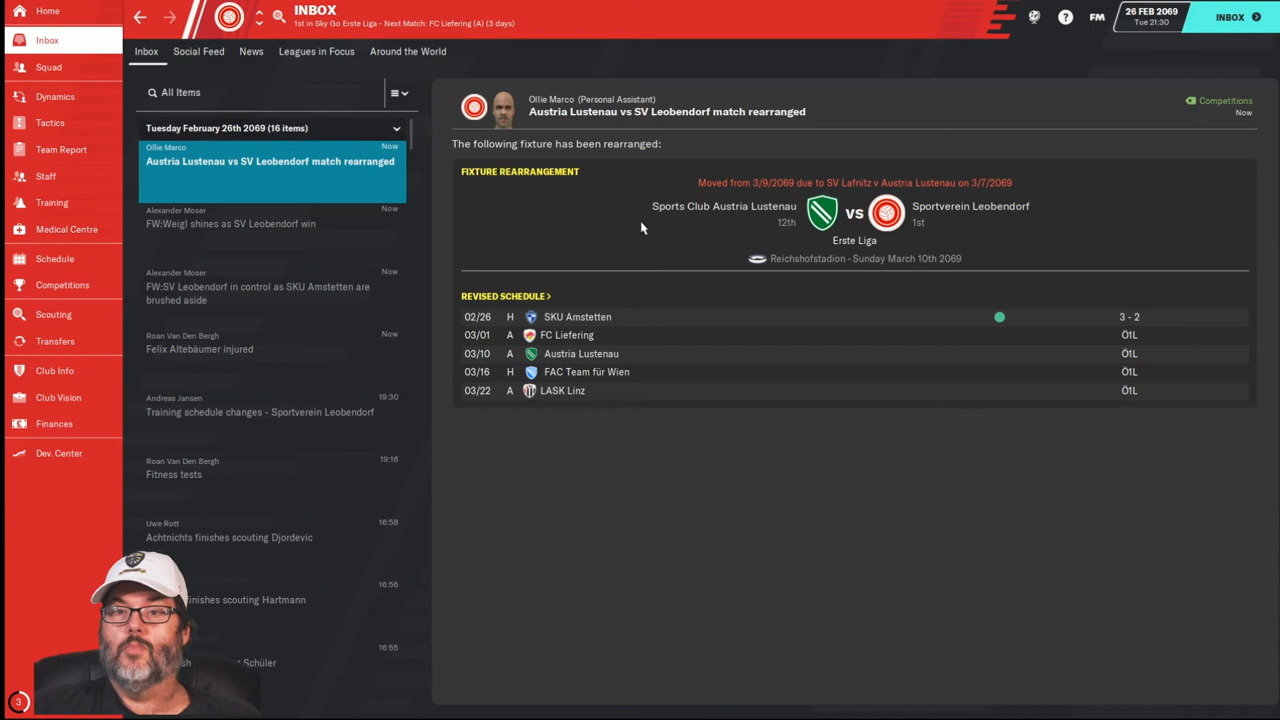 Home
Inbox
Squad
Dynamics
Tactics
Team Report
Staff
Training
Medical Centre
Schedule
Competitions
Scouting
Transfers
Club Info
Club Vision
Finances
Dev. Center
3
INBOX
1st in Sky Go Erste Liga - Next Match: FC Liefering (A) (3 days)
?
FM
26 FEB 2069
Tue 21:30
INBOX
Inbox
Social Feed
News
Leagues in Focus
Around the World
All Items
Tuesday February 26th 2069 (16 items)
Ollie Marco
Now
Austria Lustenau vs SV Leobendorf match rearranged
Alexander Moser
Now
FW:Weigl shines as SV Leobendorf win
Alexander Moser
Now
FW:SV Leobendorf in control as SKU Amstetten are
brushed aside
Roan Van Den Bergh
Now
Felix Altebäumer injured
Andreas Jansen
19:30
Training schedule changes - Sportverein Leobendorf
Roan Van Den Bergh
19:16
Fitness tests
Uwe Rott
16:58
Achtnichts finishes scouting Djordevic
16:56
finishes scouting Hartmann
16:55
Schüler
Ollie Marco (Personal Assistant)
Austria Lustenau vs SV Leobendorf match rearranged
Competitions
Now
The following fixture has been rearranged:
FIXTURE REARRANGEMENT
Moved from 3/9/2069 due to SV Lafnitz v Austria Lustenau on 3/7/2069
Sports Club Austria Lustenau
12th
vs
Sportverein Leobendorf
1st
Erste Liga
Reichshofstadion - Sunday March 10th 2069
REVISED SCHEDULE >
02/26 H SKU Amstetten 3 - 2
03/01 A FC Liefering Ö1L
03/10 A Austria Lustenau Ö1L
03/16 H FAC Team für Wien Ö1L
03/22 A LASK Linz Ö1L